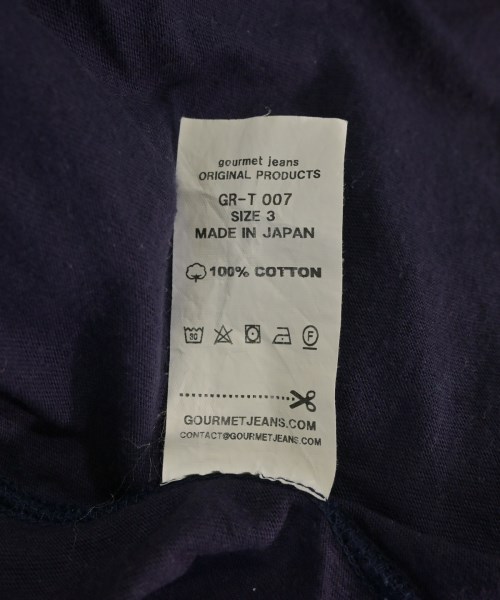 gourmet jeans
ORIGINAL PRODUCTS
GR-T 007
SIZE 3
MADE IN JAPAN
100% COTTON
30 F
GOURMETJEANS.COM
CONTACT@GOURMETJEANS.COM